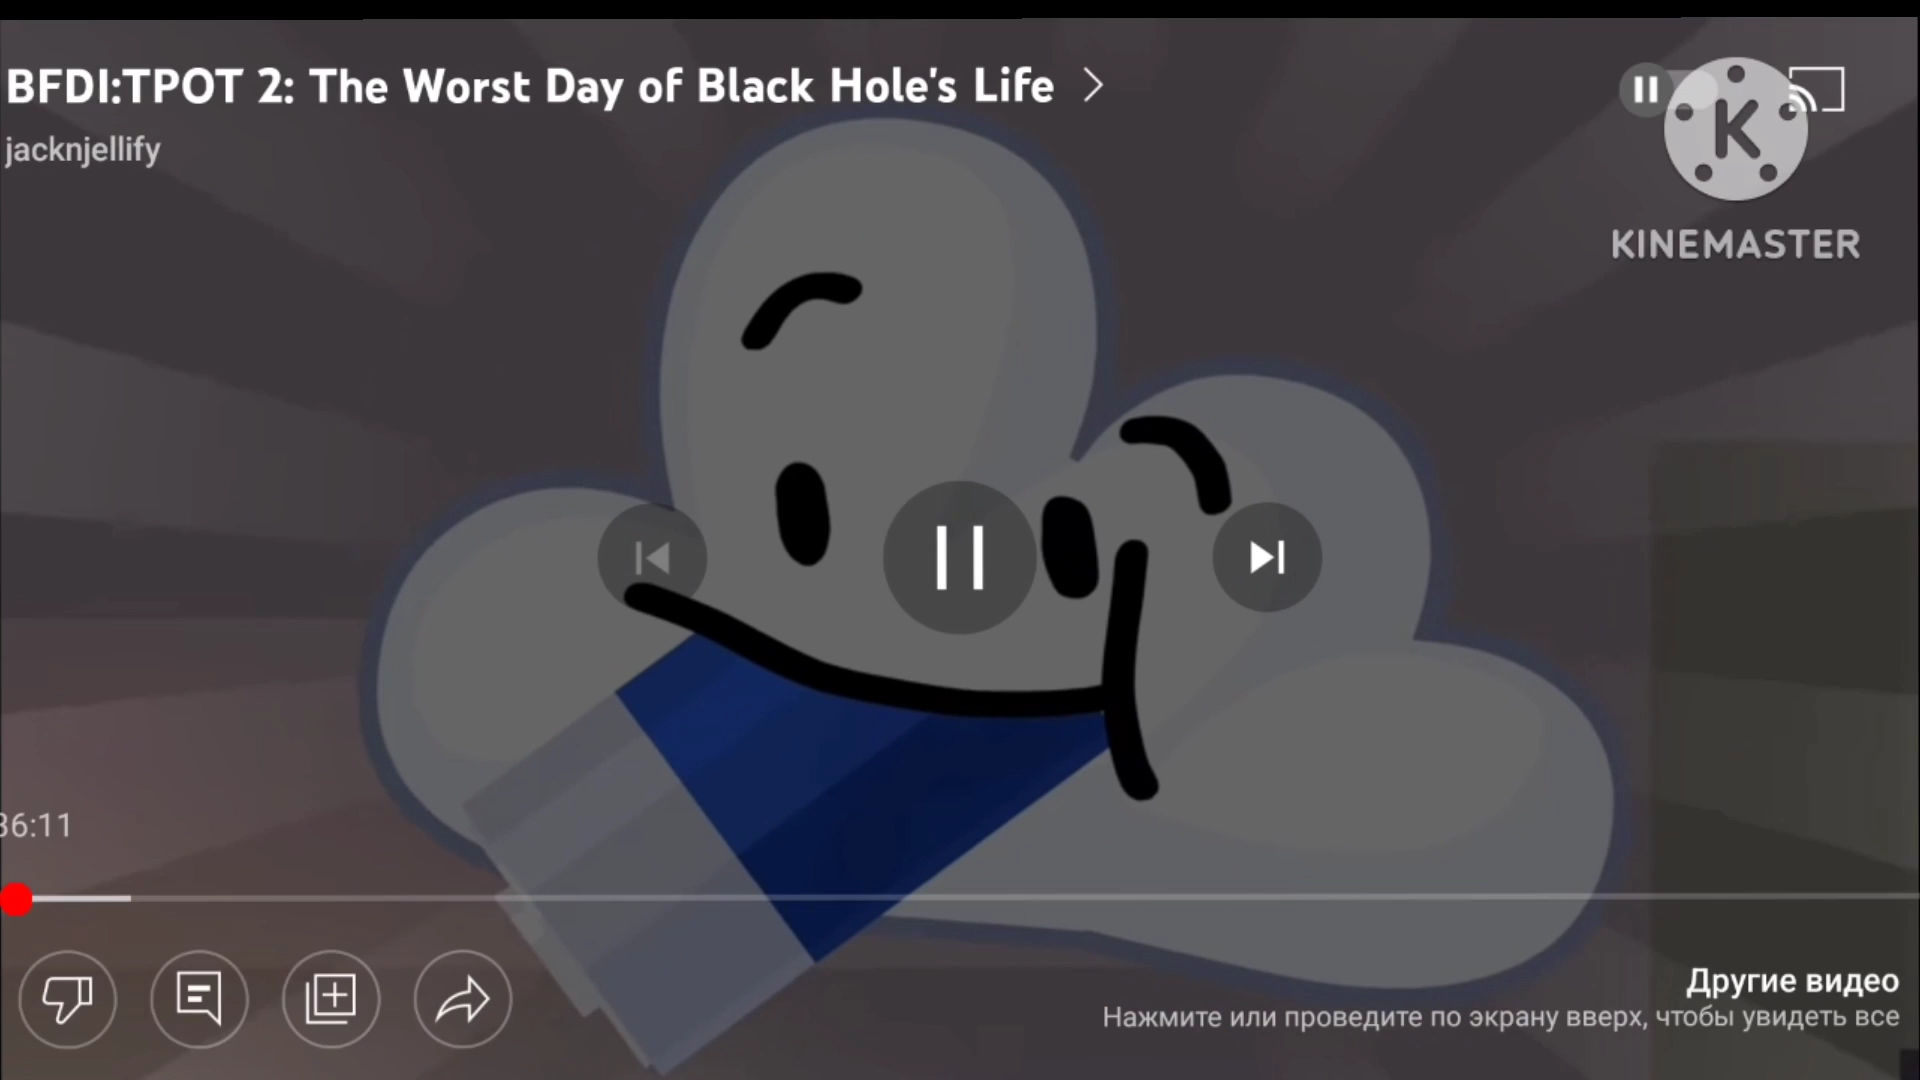 BFDI:TPOT 2: The Worst Day of Black Hole's Life
jacknjellify
K
KINEMASTER
36:11
Другие видео
Нажмите или проведите по экрану вверх, чтобы увидеть все